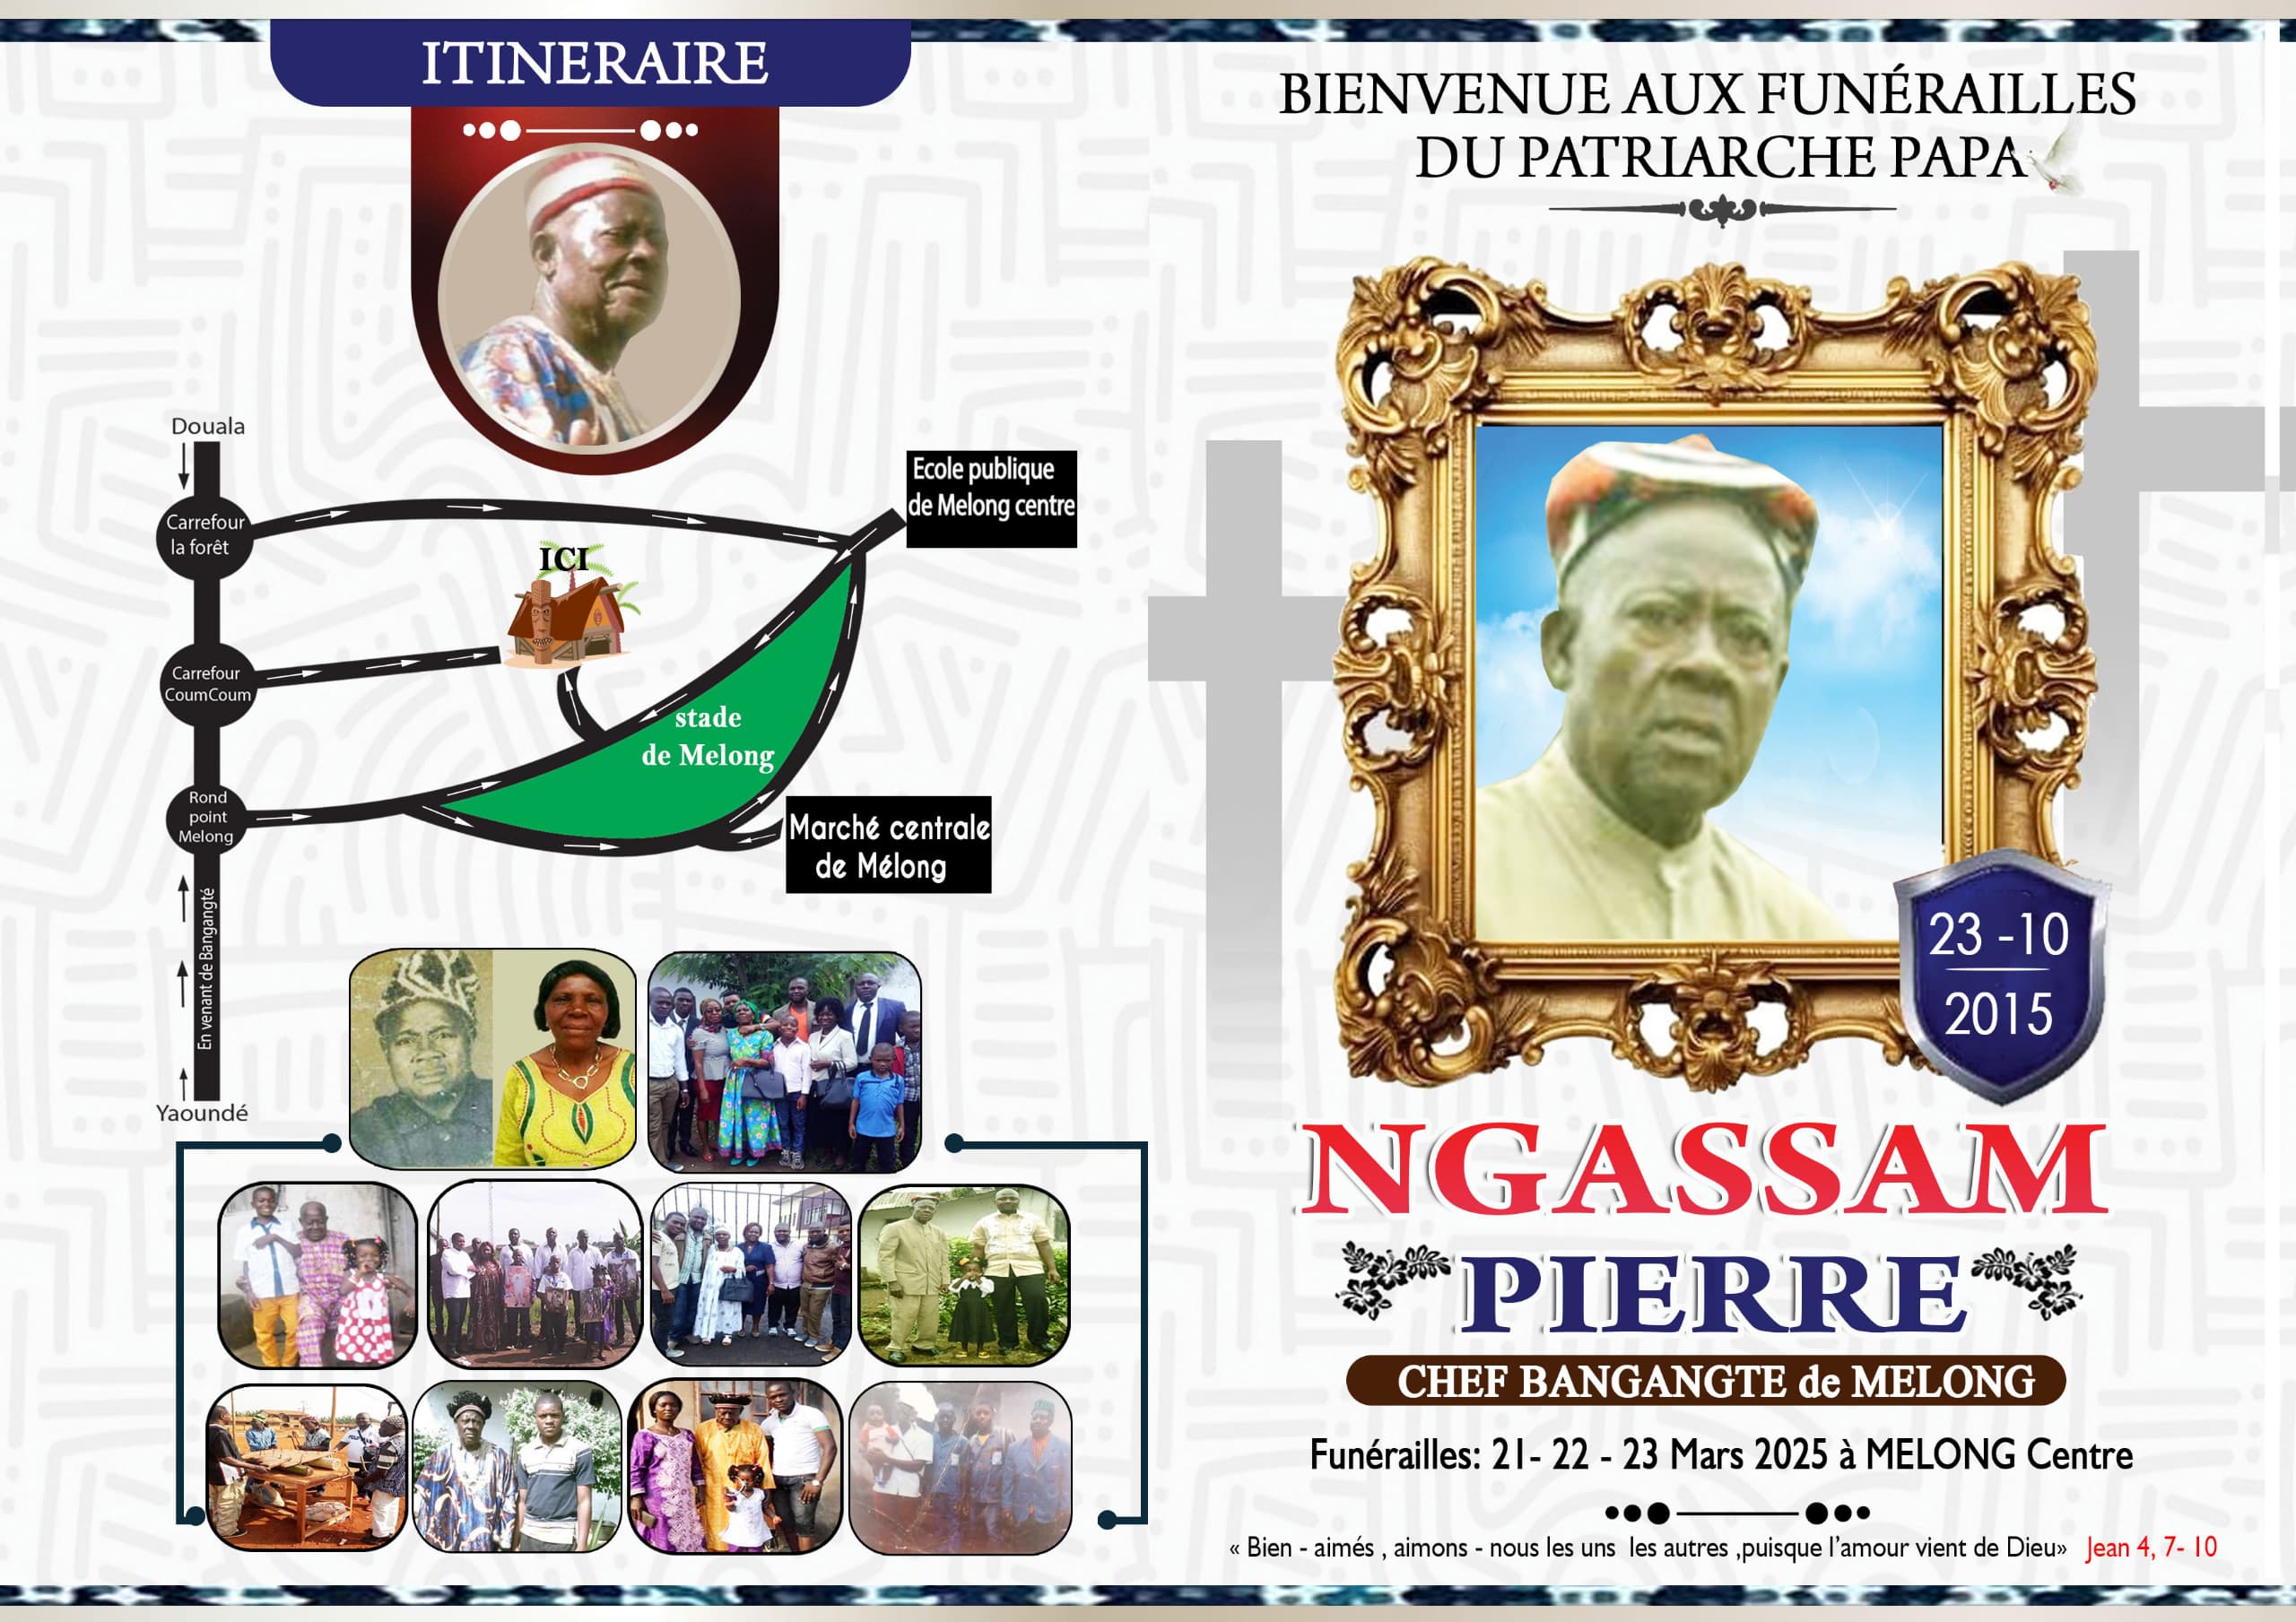 ITINERAIRE
Douala
Carrefour
la forêt
Carrefour
CoumCoum
Rond
point
Melong
En venant de Bangangté
Yaoundé
ICI
stade
de Melong
Ecole publique
de Melong centre
Marché centrale
de Mélong
BIENVENUE AUX FUNÉRAILLES
DU PATRIARCHE PAPA
23 -10
2015
NGASSAM
PIERRE
CHEF BANGANGTE de MELONG
Funérailles: 21- 22 - 23 Mars 2025 à MELONG Centre
« Bien - aimés , aimons - nous les uns les autres ,puisque l’amour vient de Dieu» Jean 4, 7- 10